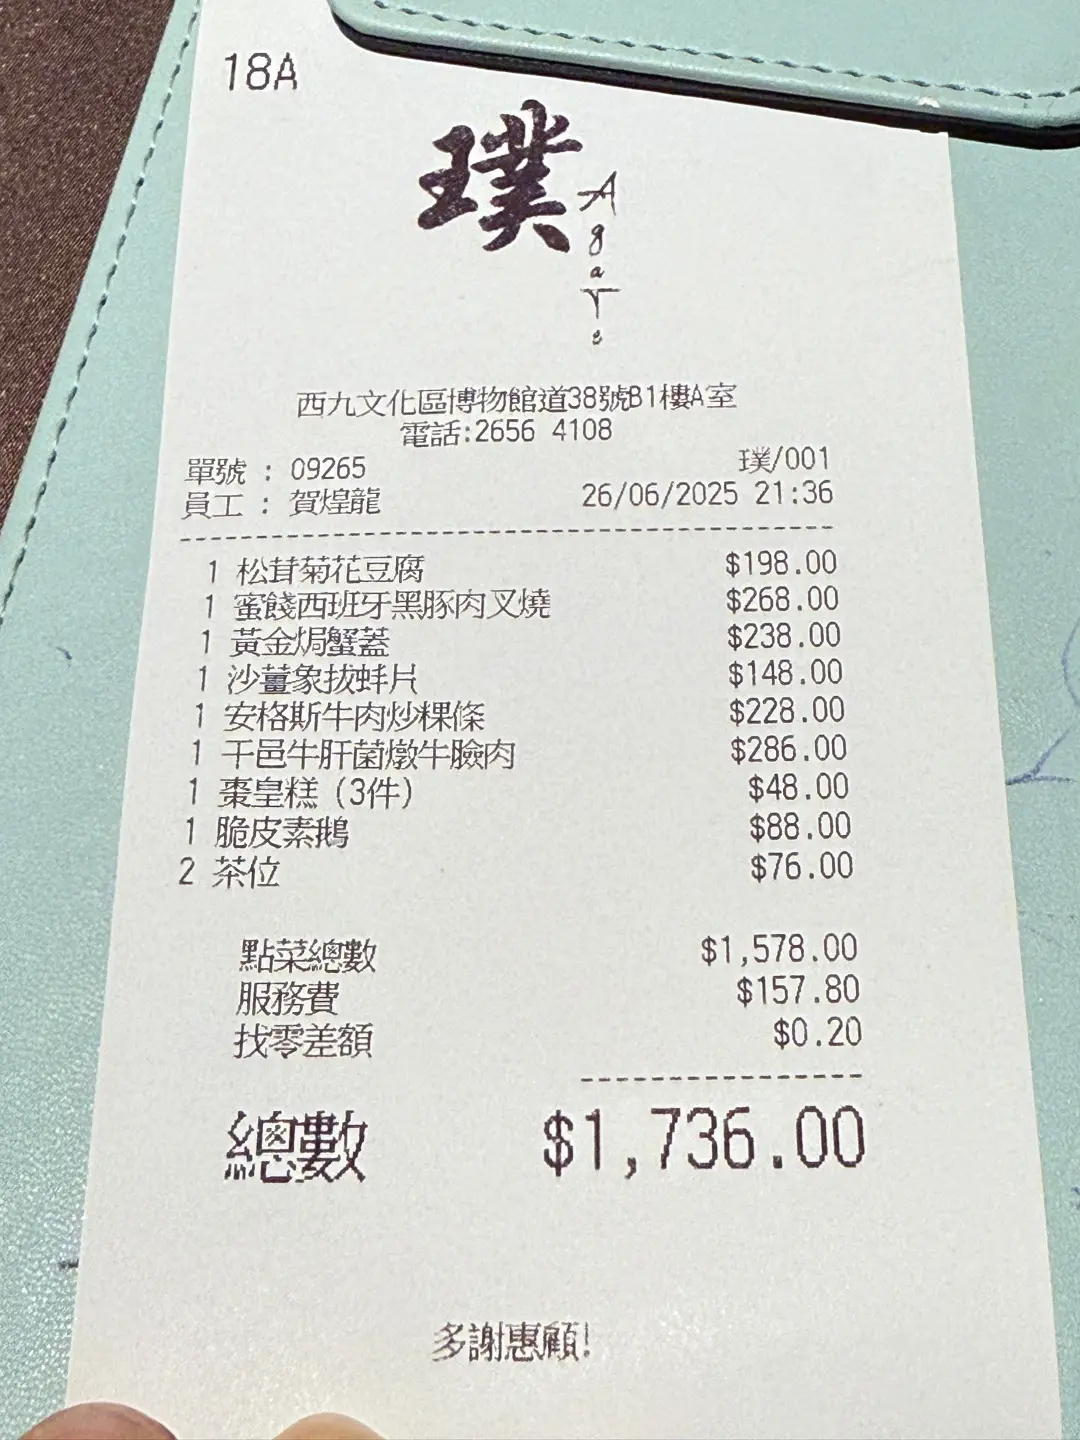 18A
璞
Agate
西九文化區博物館道38號B1樓A室
電話:2656 4108
單號 : 09265 璞/001
員工 : 賀煌龍 26/06/2025 21:36
1 松茸菊花豆腐 $198.00
1 蜜餞西班牙黑豚肉叉燒 $268.00
1 黃金焗蟹蓋 $238.00
1 沙薑象拔蚌片 $148.00
1 安格斯牛肉炒粿條 $228.00
1 干邑牛肝菌燉牛臉肉 $286.00
1 棗皇糕 (3件) $48.00
1 脆皮素鵝 $88.00
2 茶位 $76.00
點菜總數 $1,578.00
服務費 $157.80
找零差額 $0.20
總數 $1,736.00
多謝惠顧!